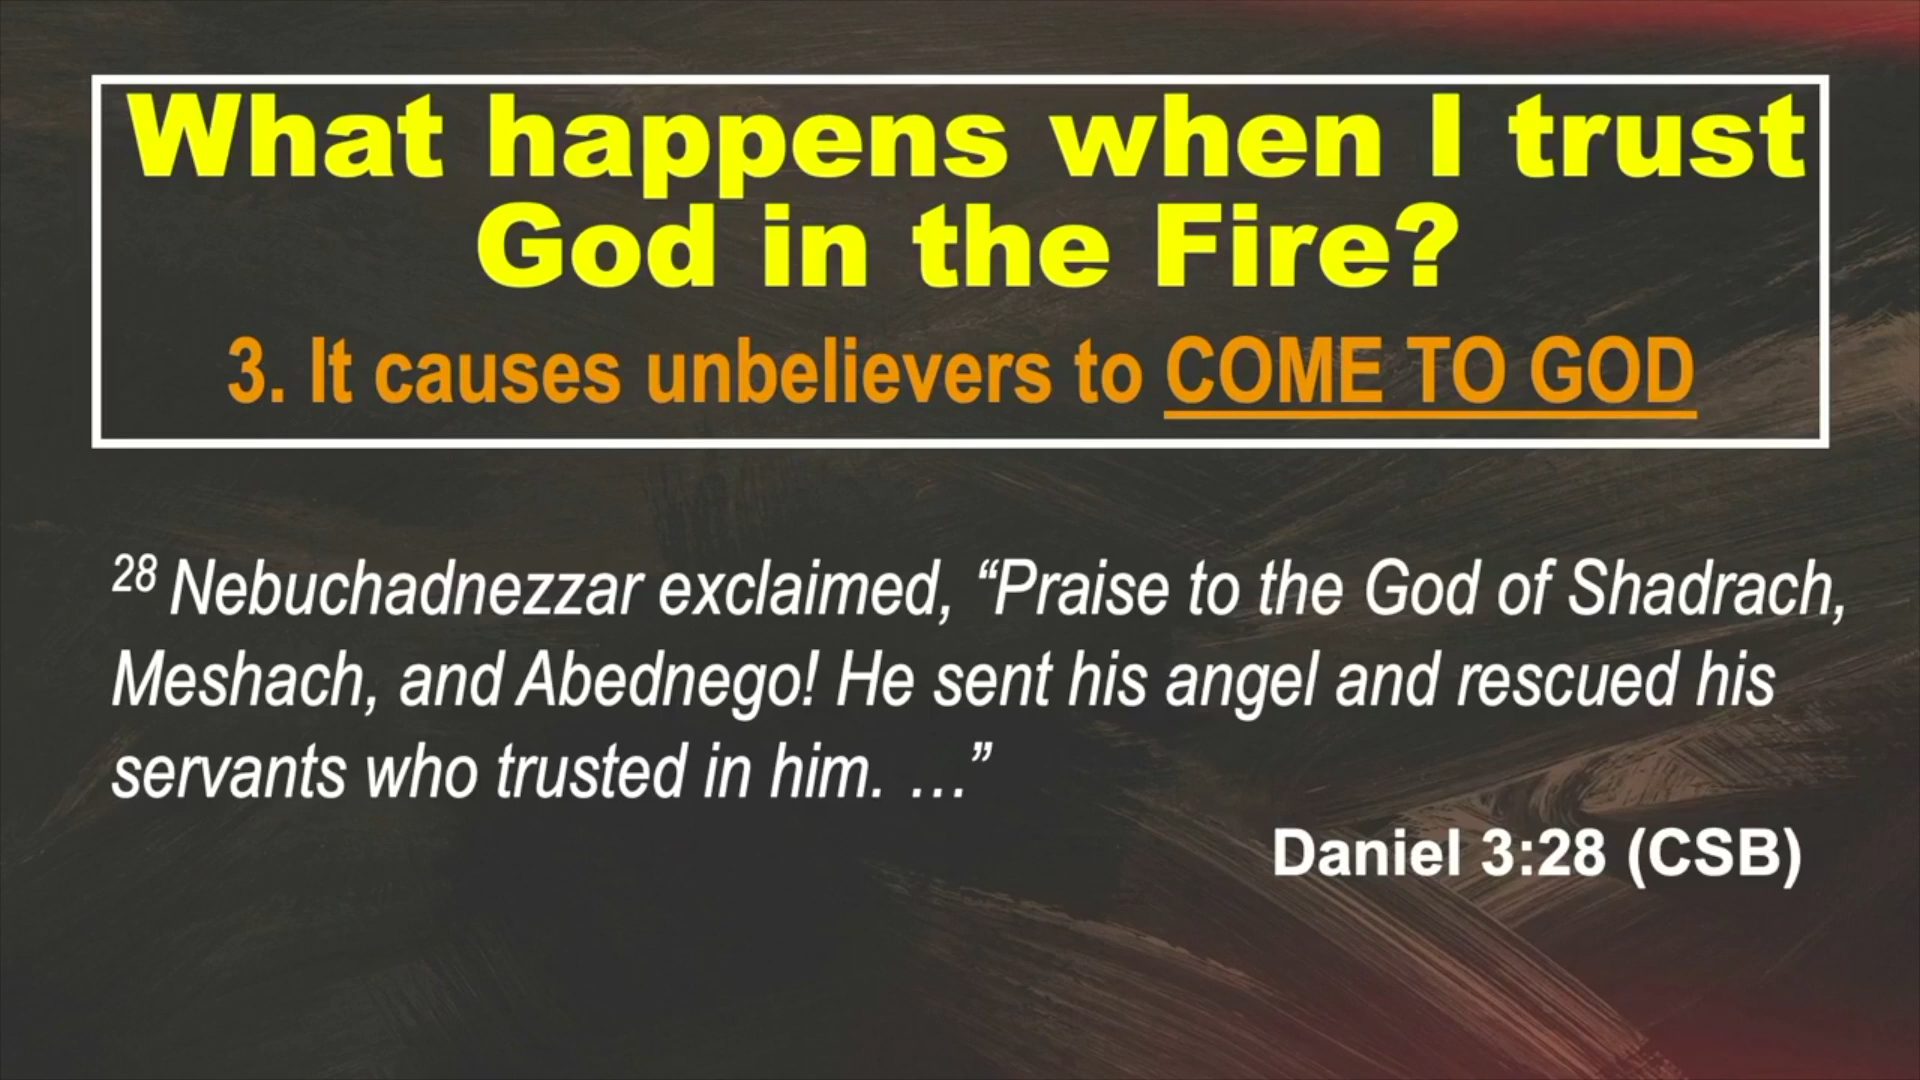 What happens when I trust
God in the Fire?
3. It causes unbelievers to COME TO GOD
28 Nebuchadnezzar exclaimed, “Praise to the God of Shadrach,
Meshach, and Abednego! He sent his angel and rescued his
servants who trusted in him. …”
Daniel 3:28 (CSB)